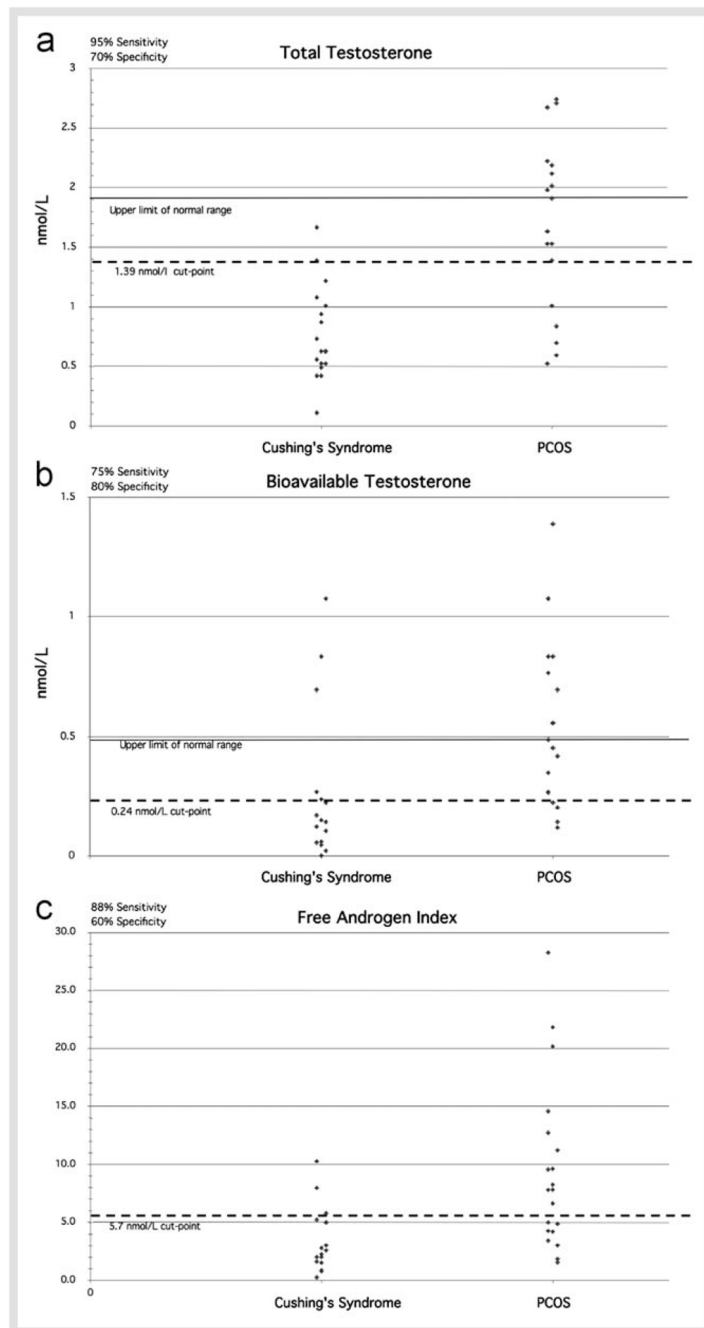 a
95% Sensitivity
70% Specificity
Total Testosterone
3
2.5
2
1.5
1
0.5
0
nmol/L
Upper limit of normal range
1.39 nmol/l cut-point
Cushing's Syndrome
PCOS
b
75% Sensitivity
80% Specificity
Bioavailable Testosterone
1.5
1
0.5
0
nmol/L
Upper limit of normal range
0.24 nmol/L cut-point
Cushing's Syndrome
PCOS
c
88% Sensitivity
60% Specificity
Free Androgen Index
30.0
25.0
20.0
15.0
10.0
5.0
0.0
5.7 nmol/L cut-point
0
Cushing's Syndrome
PCOS